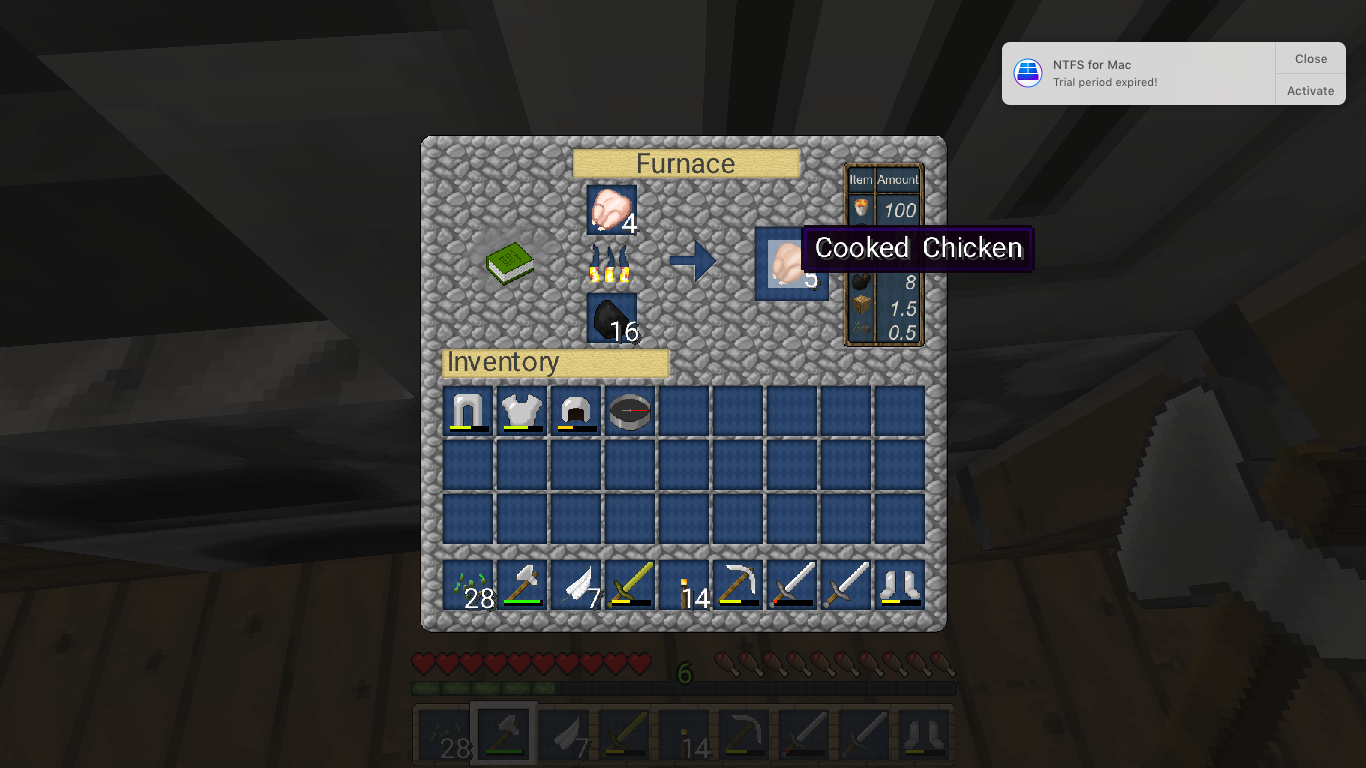 NTFS for Mac
Close
Trial period expired!
Activate
Furnace
Item Amount
4
100
Cooked Chicken
5
8
16
1.5
0.5
Inventory
28 7 14
6
28 7 14